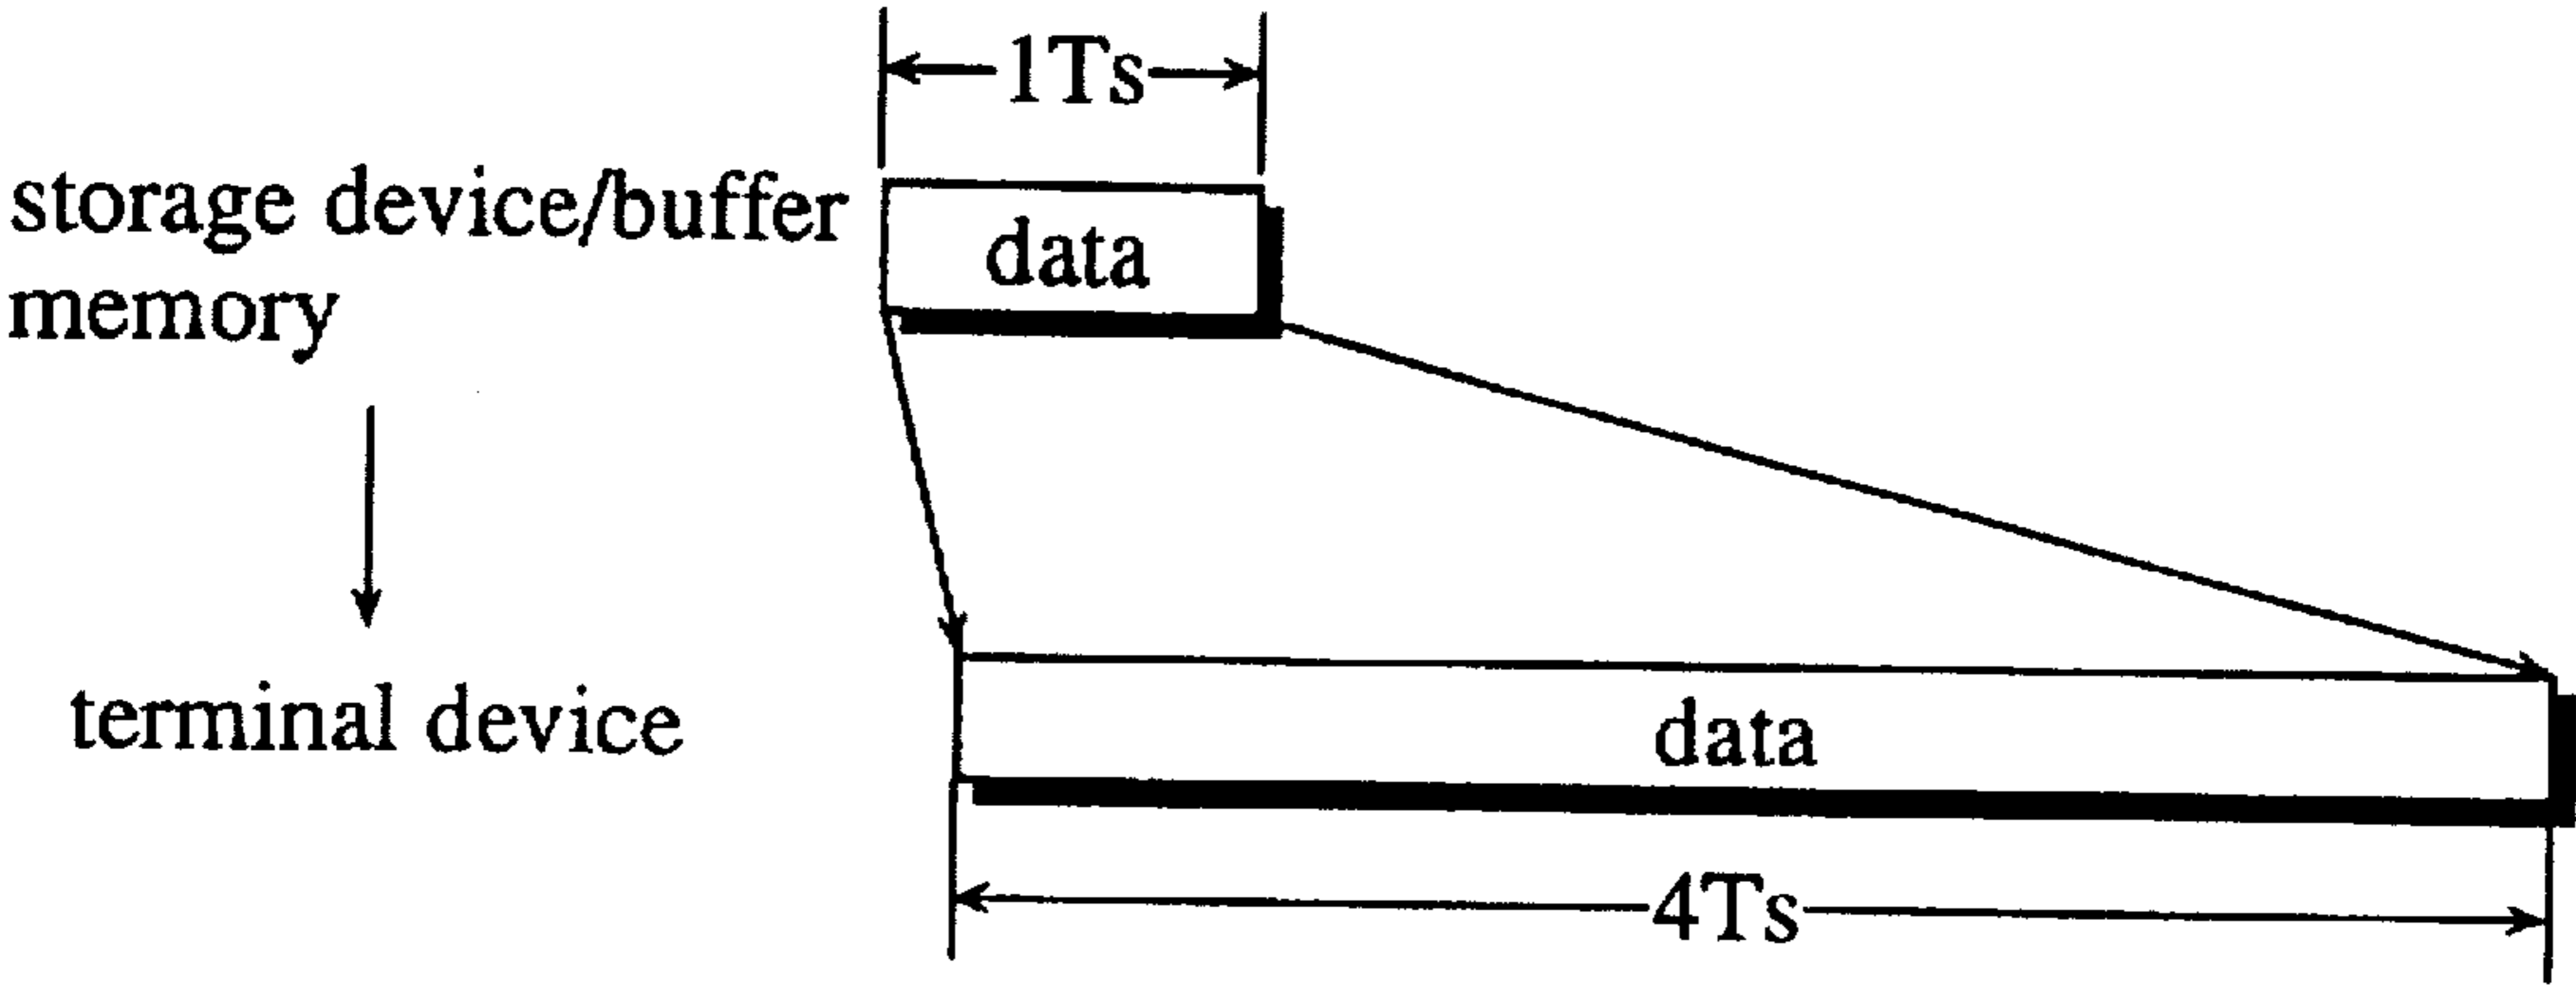 1Ts
storage device/buffer
memory
data
terminal device
data
4Ts